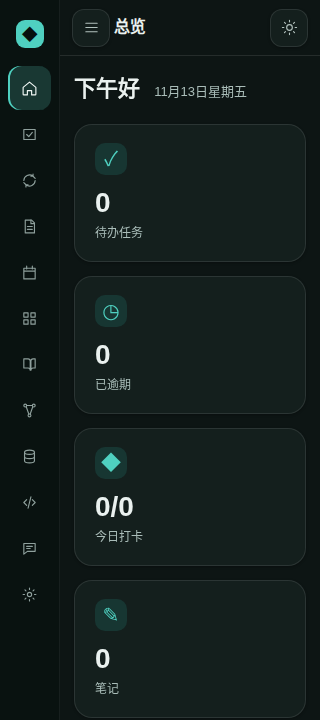 总览
下午好 11月13日星期五
0
待办任务
0
已逾期
0/0
今日打卡
0
笔记